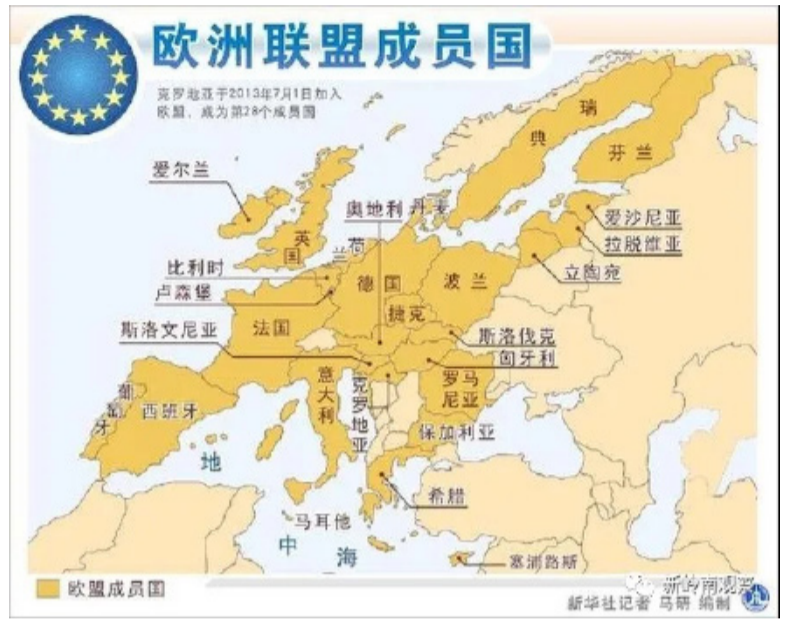 欧洲联盟成员国
克罗地亚于2013年7月1日加入
欧盟，成为第28个成员国
瑞典
芬兰
爱尔兰
奥地利
丹麦
爱沙尼亚
拉脱维亚
英国
荷兰
比利时
立陶宛
德国
波兰
卢森堡
捷克
法国
斯洛文尼亚
斯洛伐克
匈牙利
意大利
克罗地亚
罗马尼亚
葡萄牙
西班牙
保加利亚
地中海
希腊
马耳他
塞浦路斯
欧盟成员国
新岭南观察
新华社记者 马研 编制